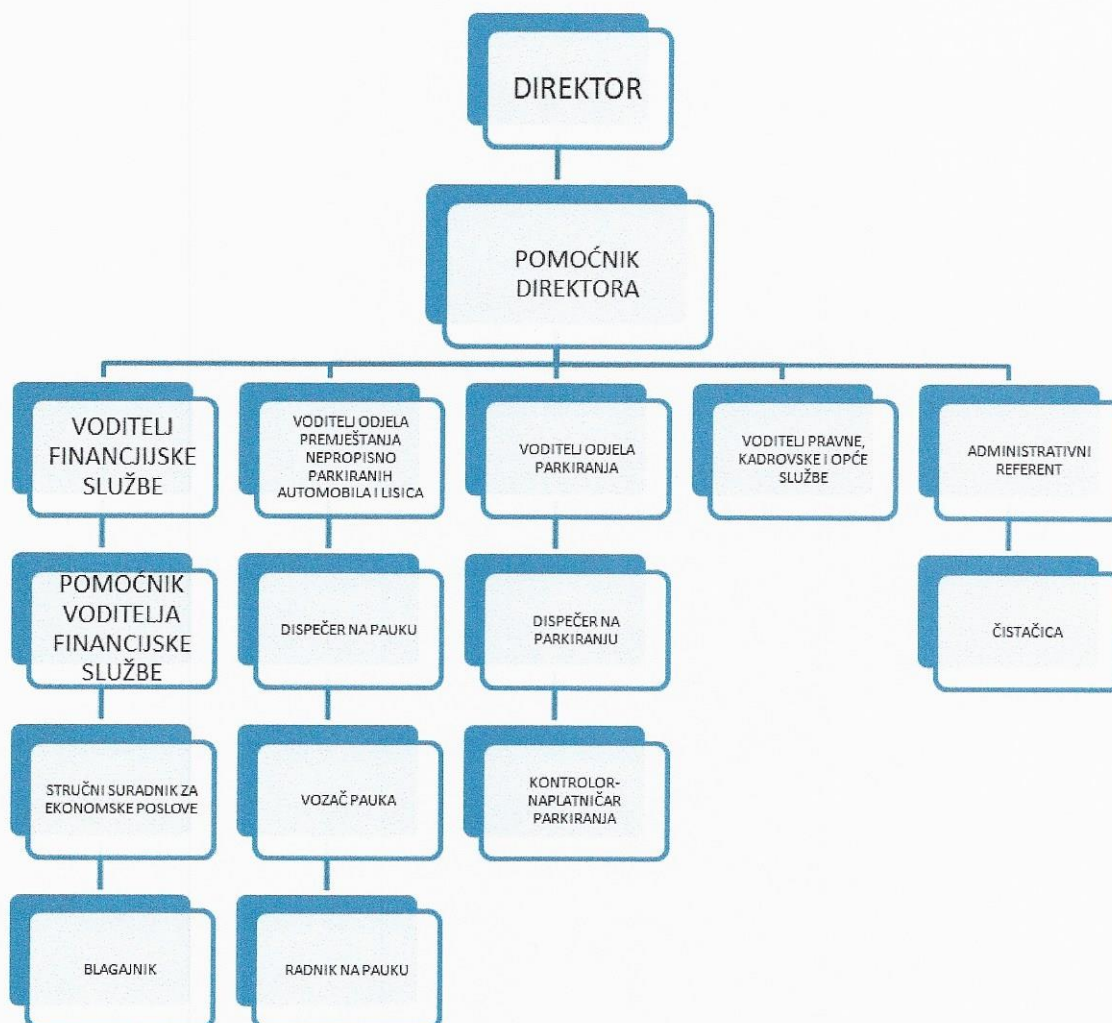 DIREKTOR
POMOĆNIK
DIREKTORA
VODITELJ
FINANCJIJSKE
SLUŽBE
VODITELJ ODJELA
PREMJEŠTANJA
NEPROPISNO
PARKIRANIH
AUTOMOBILA I LISICA
VODITELJ ODJELA
PARKIRANJA
VODITELJ PRAVNE,
KADROVSKE I OPĆE
SLUŽBE
ADMINISTRATIVNI
REFERENT
POMOĆNIK
VODITELJA
FINANCIJSKE
SLUŽBE
DISPEČER NA PAUKU
DISPEČER NA
PARKIRANJU
ČISTAČICA
STRUČNI SURADNIK ZA
EKONOMSKE POSLOVE
VOZAČ PAUKA
KONTROLOR-
NAPLATNIČAR
PARKIRANJA
BLAGAJNIK
RADNIK NA PAUKU